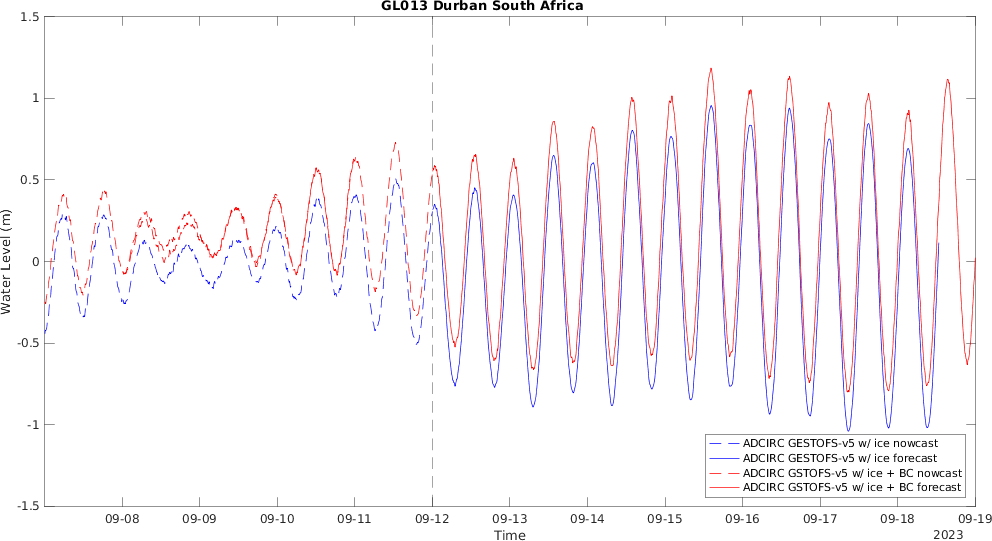 GL013 Durban South Africa
1.5
1
0.5
0
-0.5
-1
-1.5
Water Level (m)
ADCIRC GESTOFS-v5 w/ ice nowcast
ADCIRC GESTOFS-v5 w/ ice forecast
ADCIRC GSTOFS-v5 w/ ice + BC nowcast
ADCIRC GSTOFS-v5 w/ ice + BC forecast
09-08 09-09 09-10 09-11 09-12 09-13 09-14 09-15 09-16 09-17 09-18 09-19
Time
2023